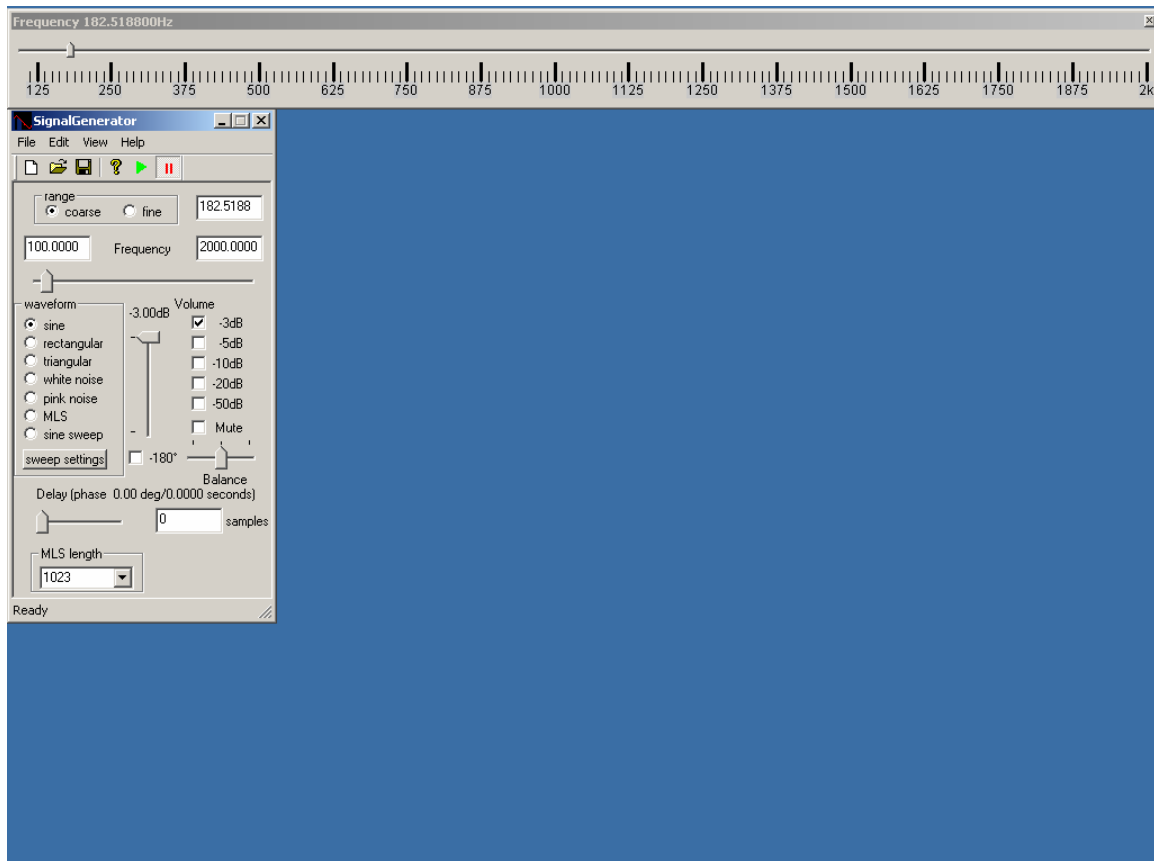 Frequency 182.518800Hz
125 250 375 500 625 750 875 1000 1125 1250 1375 1500 1625 1750 1875 2k
SignalGenerator
File Edit View Help
range
coarse fine 182.5188
100.0000 Frequency 2000.0000
waveform
sine
rectangular
triangular
white noise
pink noise
MLS
sine sweep
sweep settings
-3.00dB
Volume
-3dB
-5dB
-10dB
-20dB
-50dB
Mute
-180°
Balance
Delay (phase 0.00 deg/0.0000 seconds)
0 samples
MLS length
1023
Ready